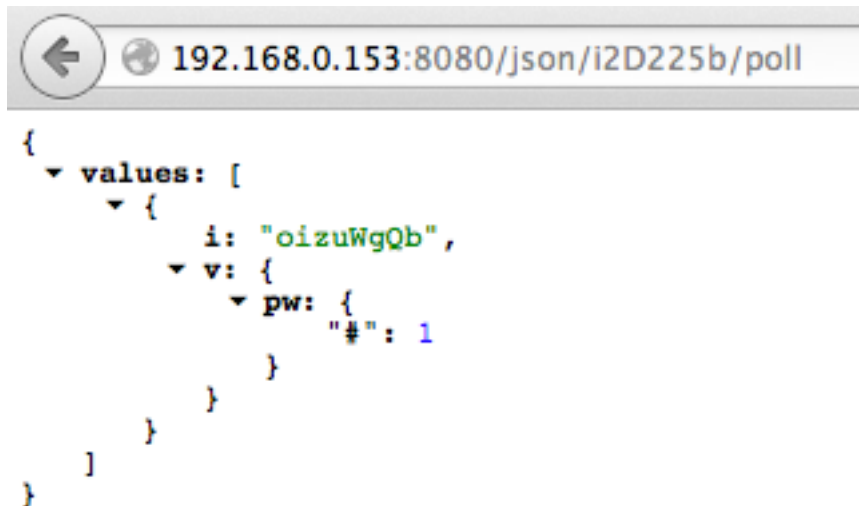 192.168.0.153:8080/json/i2D225b/poll
{
values: [
{
i: "oizuWgQb",
v: {
pw: {
"#": 1
}
}
}
]
}